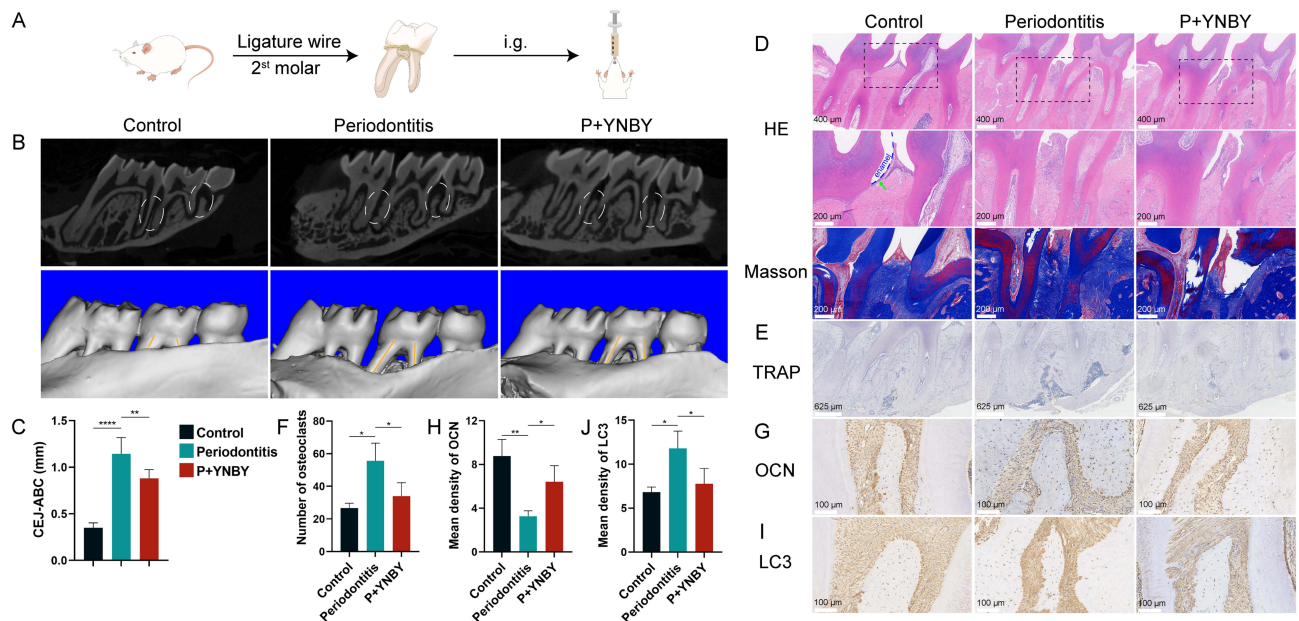 A
Ligature wire
2st molar
i.g.
Control
Periodontitis
P+YNBY
B
C
CEJ-ABC (mm)
1.5
1.0
0.5
0.0
****
**
Control
Periodontitis
P+YNBY
F
Number of osteoclasts
80
60
40
20
0
*
*
Control
Periodontitis
P+YNBY
H
Mean density of OCN
12
9
6
3
0
**
*
Control
Periodontitis
P+YNBY
J
Mean density of LC3
15
10
5
0
*
*
Control
Periodontitis
P+YNBY
Control
Periodontitis
P+YNBY
D
HE
400 µm
400 µm
400 µm
enamel
200 µm
200 µm
200 µm
Masson
200 µm
200 µm
200 µm
E
TRAP
625 µm
625 µm
625 µm
G
OCN
100 µm
100 µm
100 µm
I
LC3
100 µm
100 µm
100 µm